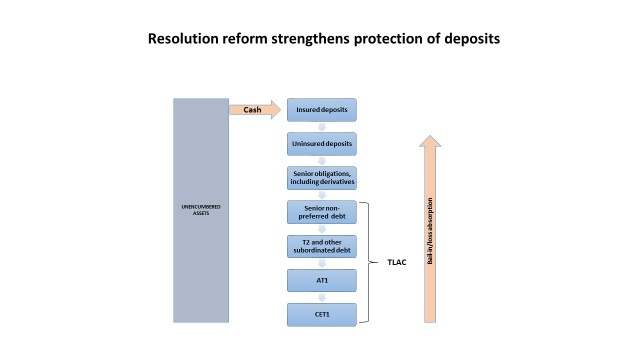 Resolution reform strengthens protection of deposits
Cash
Insured deposits
Uninsured deposits
Senior obligations,
including derivatives
UNENCUMBERED
ASSETS
Senior non-
preferred debt
T2 and other
subordinated debt
TLAC
AT1
CET1
Bail-in/loss absorption